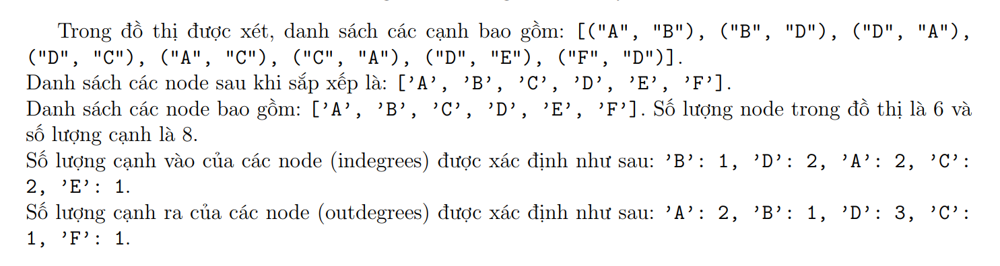 Trong đồ thị được xét, danh sách các cạnh bao gồm: [("A", "B"), ("B", "D"), ("D", "A"),
("D", "C"), ("A", "C"), ("C", "A"), ("D", "E"), ("F", "D")].
Danh sách các node sau khi sắp xếp là: [’A’, ’B’, ’C’, ’D’, ’E’, ’F’].
Danh sách các node bao gồm: [’A’, ’B’, ’C’, ’D’, ’E’, ’F’]. Số lượng node trong đồ thị là 6 và
số lượng cạnh là 8.
Số lượng cạnh vào của các node (indegrees) được xác định như sau: ’B’: 1, ’D’: 2, ’A’: 2, ’C’:
2, ’E’: 1.
Số lượng cạnh ra của các node (outdegrees) được xác định như sau: ’A’: 2, ’B’: 1, ’D’: 3, ’C’:
1, ’F’: 1.